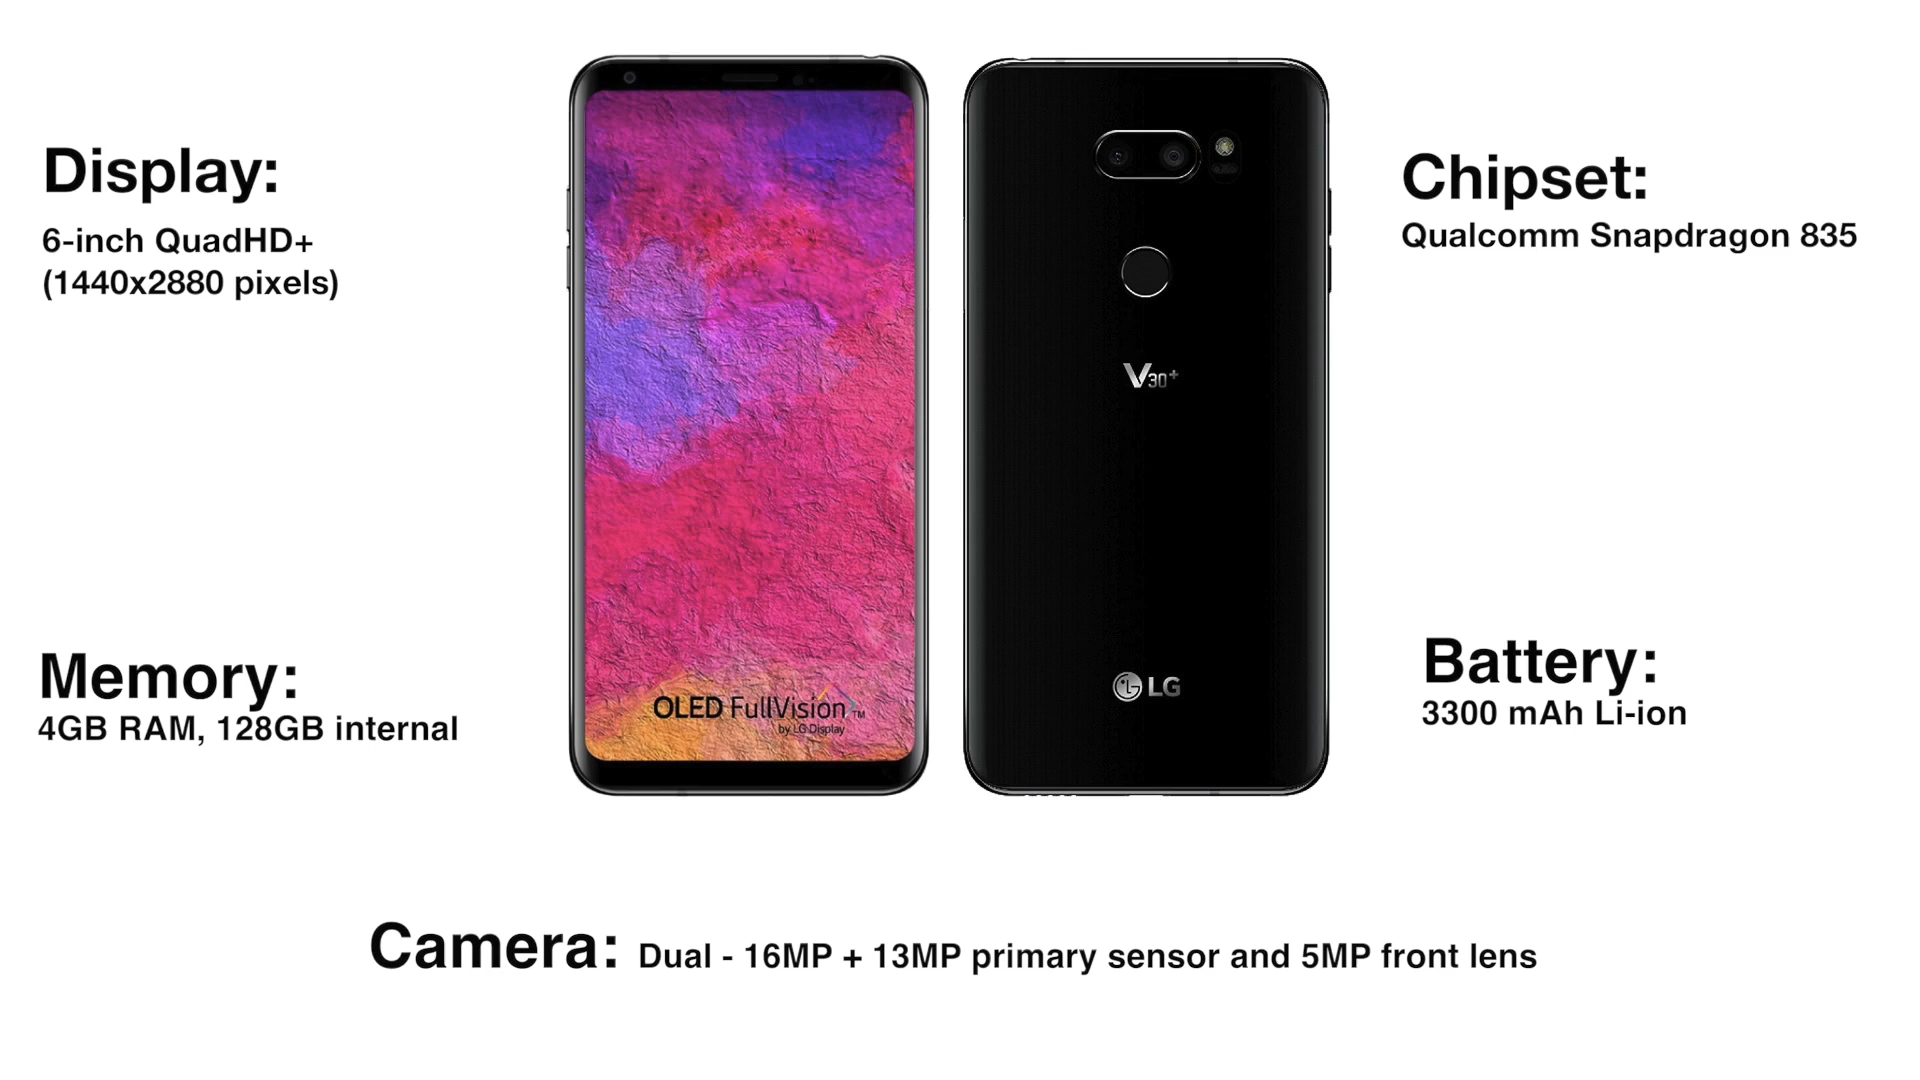 Display:
6-inch QuadHD+
(1440x2880 pixels)
Chipset:
Qualcomm Snapdragon 835
V30+
Memory:
4GB RAM, 128GB internal
OLED FullVision™
by LG Display
LG
Battery:
3300 mAh Li-ion
Camera: Dual - 16MP + 13MP primary sensor and 5MP front lens